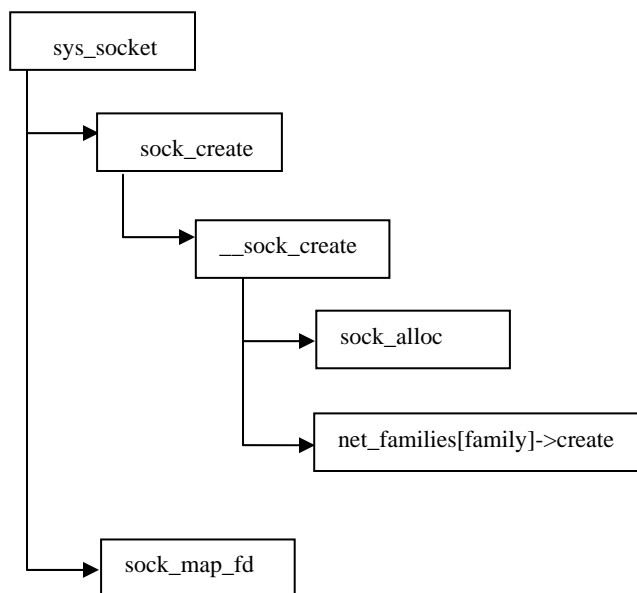 sys_socket
sock_create
__sock_create
sock_alloc
net_families[family]->create
sock_map_fd